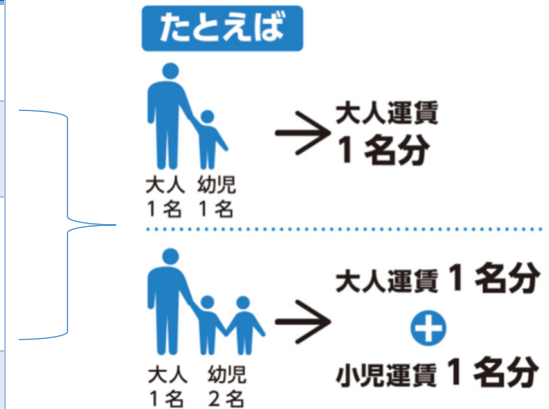 たとえば
大人 幼児
1名 1名
大人運賃
1名分
大人 幼児
1名 2名
大人運賃 1名分
+
小児運賃 1名分